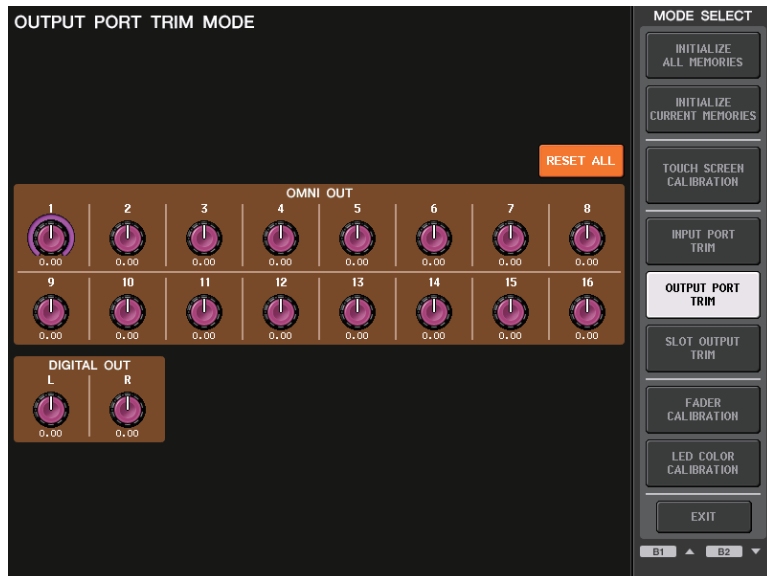 OUTPUT PORT TRIM MODE
RESET ALL
OMNI OUT
1 2 3 4 5 6 7 8
0.00 0.00 0.00 0.00 0.00 0.00 0.00 0.00
9 10 11 12 13 14 15 16
0.00 0.00 0.00 0.00 0.00 0.00 0.00 0.00
DIGITAL OUT
L R
0.00 0.00
MODE SELECT
INITIALIZE
ALL MEMORIES
INITIALIZE
CURRENT MEMORIES
TOUCH SCREEN
CALIBRATION
INPUT PORT
TRIM
OUTPUT PORT
TRIM
SLOT OUTPUT
TRIM
FADER
CALIBRATION
LED COLOR
CALIBRATION
EXIT
B1 ▲ B2 ▼